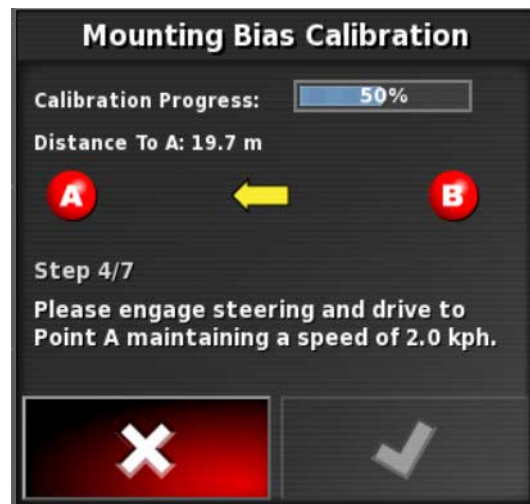 Mounting Bias Calibration
Calibration Progress: 50%
Distance To A: 19.7 m
A B
Step 4/7
Please engage steering and drive to
Point A maintaining a speed of 2.0 kph.